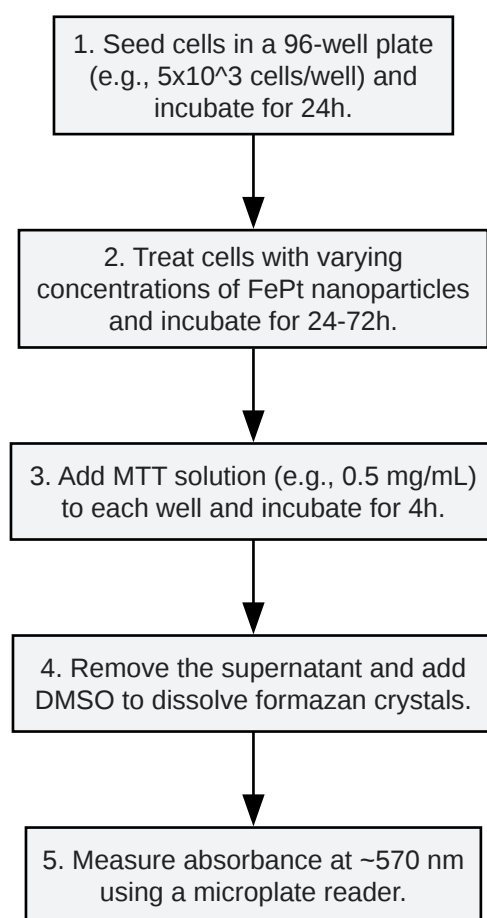 1. Seed cells in a 96-well plate
(e.g., 5x10^3 cells/well) and
incubate for 24h.
2. Treat cells with varying
concentrations of FePt nanoparticles
and incubate for 24-72h.
3. Add MTT solution (e.g., 0.5 mg/mL)
to each well and incubate for 4h.
4. Remove the supernatant and add
DMSO to dissolve formazan crystals.
5. Measure absorbance at ~570 nm
using a microplate reader.